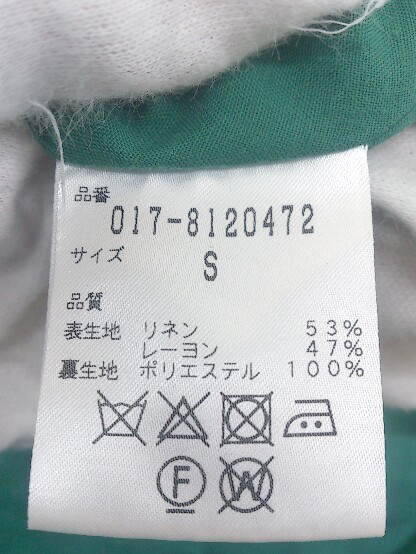 品番
017-8120472
サイズ
S
品質
表生地 リネン 53%
レーヨン 47%
裏生地 ポリエステル 100%
F W